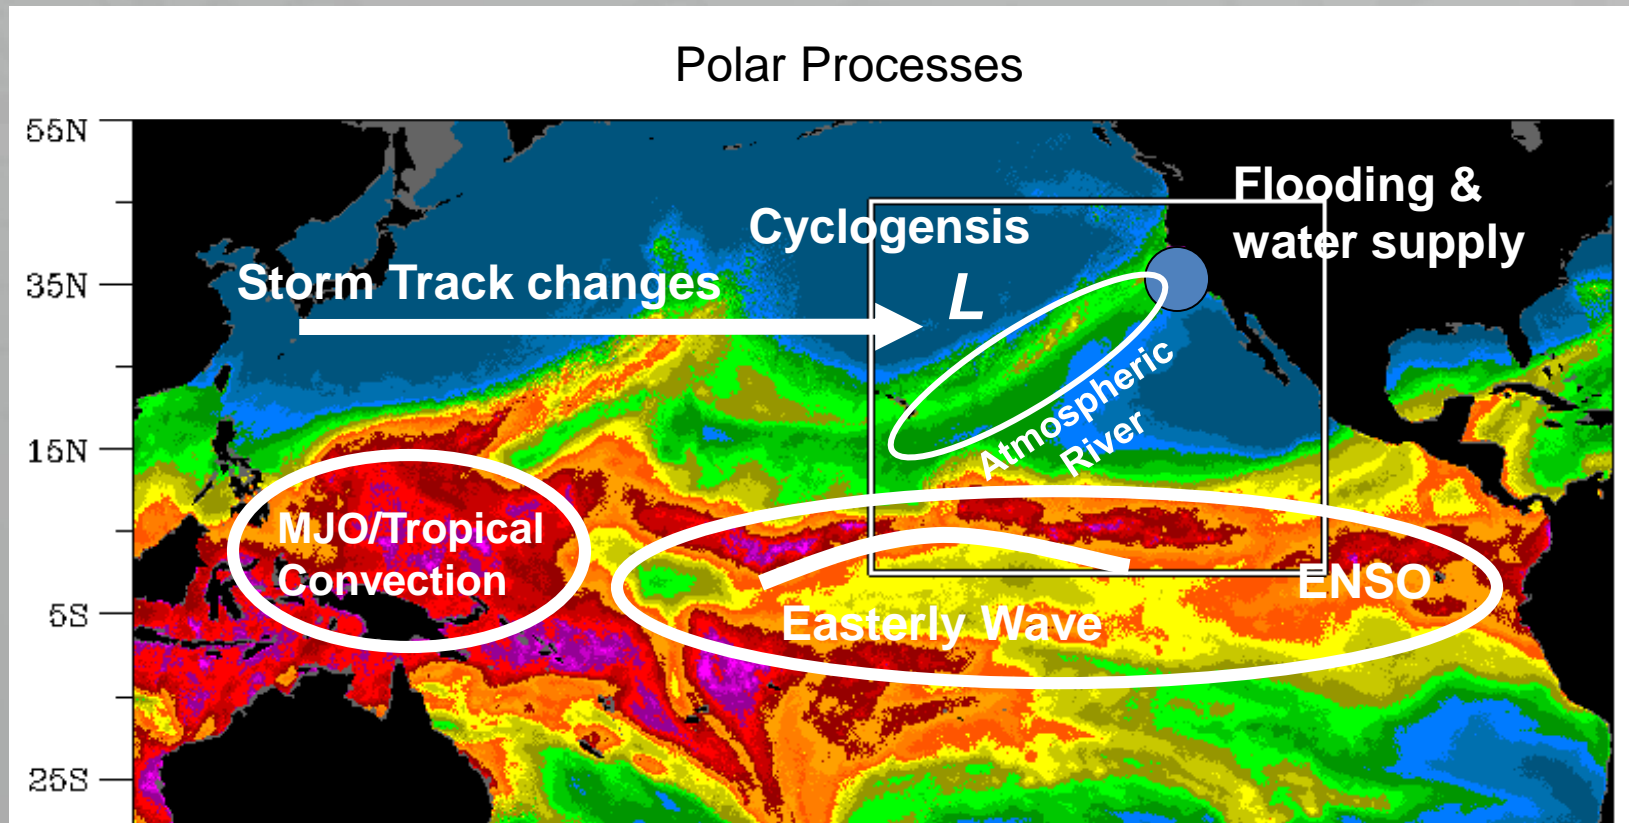 Polar Processes
55N
Flooding &
water supply
Cyclogensis
35N
Storm Track changes
L
Atmospheric
River
15N
MJO/Tropical
Convection
ENSO
5S
Easterly Wave
25S